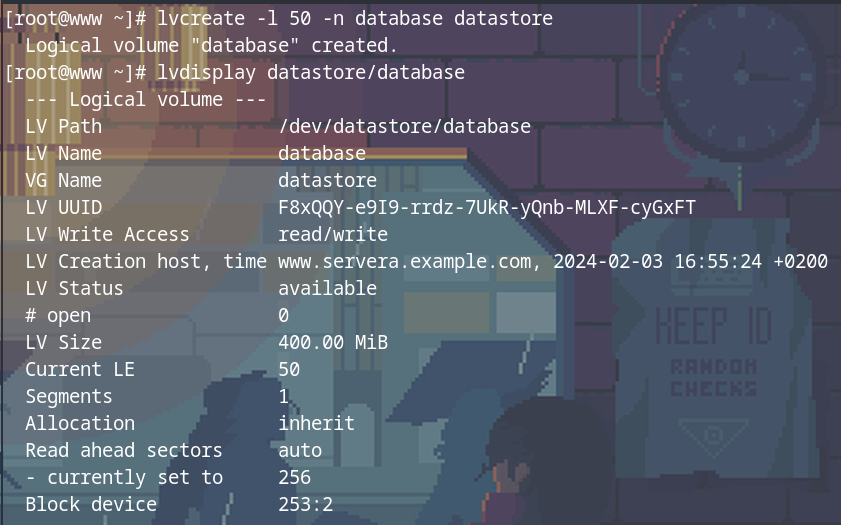 [root@www ~]# lvcreate -l 50 -n database datastore
  Logical volume "database" created.
[root@www ~]# lvdisplay datastore/database
  --- Logical volume ---
  LV Path                /dev/datastore/database
  LV Name                database
  VG Name                datastore
  LV UUID                F8xQQY-e9I9-rrdz-7UkR-yQnb-MLXF-cyGxFT
  LV Write Access        read/write
  LV Creation host, time www.servera.example.com, 2024-02-03 16:55:24 +0200
  LV Status              available
  # open                 0
  LV Size                400.00 MiB
  Current LE             50
  Segments               1
  Allocation             inherit
  Read ahead sectors     auto
  - currently set to     256
  Block device           253:2
KEEP ID
RANDOM
CHECKS